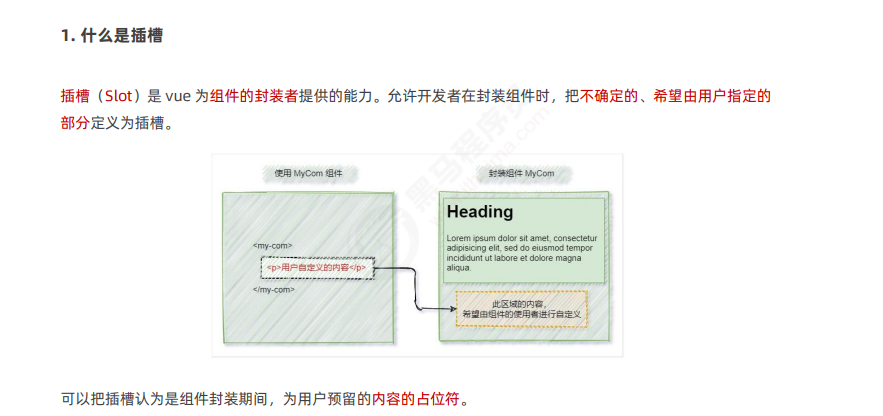 1. 什么是插槽
插槽（Slot）是 vue 为组件的封装者提供的能力。允许开发者在封装组件时，把不确定的、希望由用户指定的
部分定义为插槽。
使用 MyCom 组件
<my-com>
<p>用户自定义的内容</p>
</my-com>
封装组件 MyCom
Heading
Lorem ipsum dolor sit amet, consectetur
adipisicing elit, sed do eiusmod tempor
incididunt ut labore et dolore magna
aliqua.
此区域的内容，
希望由组件的使用者进行自定义
可以把插槽认为是组件封装期间，为用户预留的内容的占位符。